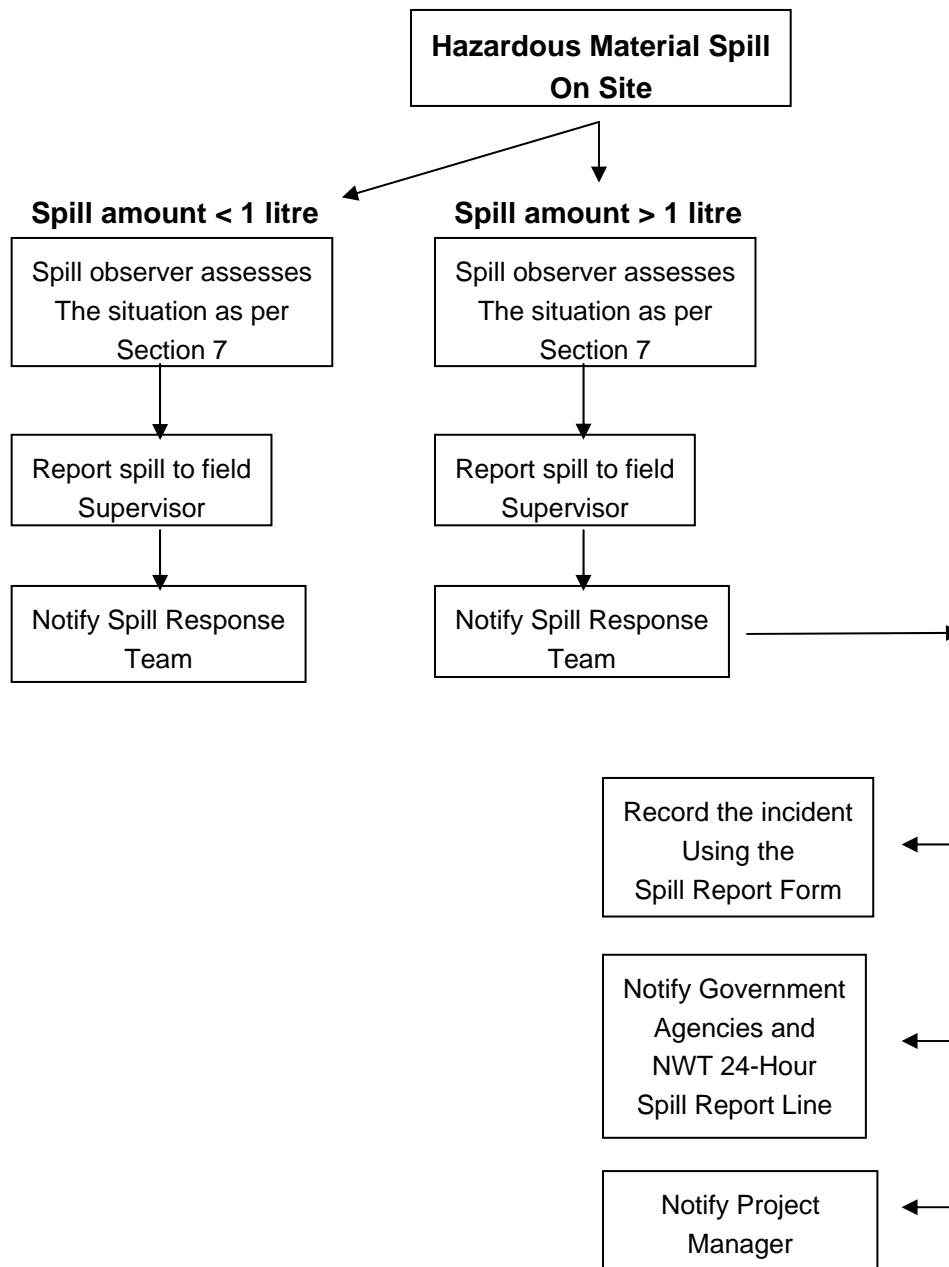 Hazardous Material Spill
On Site
Spill amount < 1 litre
Spill observer assesses
The situation as per
Section 7
Report spill to field
Supervisor
Notify Spill Response
Team
Spill amount > 1 litre
Spill observer assesses
The situation as per
Section 7
Report spill to field
Supervisor
Notify Spill Response
Team
Record the incident
Using the
Spill Report Form
Notify Government
Agencies and
NWT 24-Hour
Spill Report Line
Notify Project
Manager